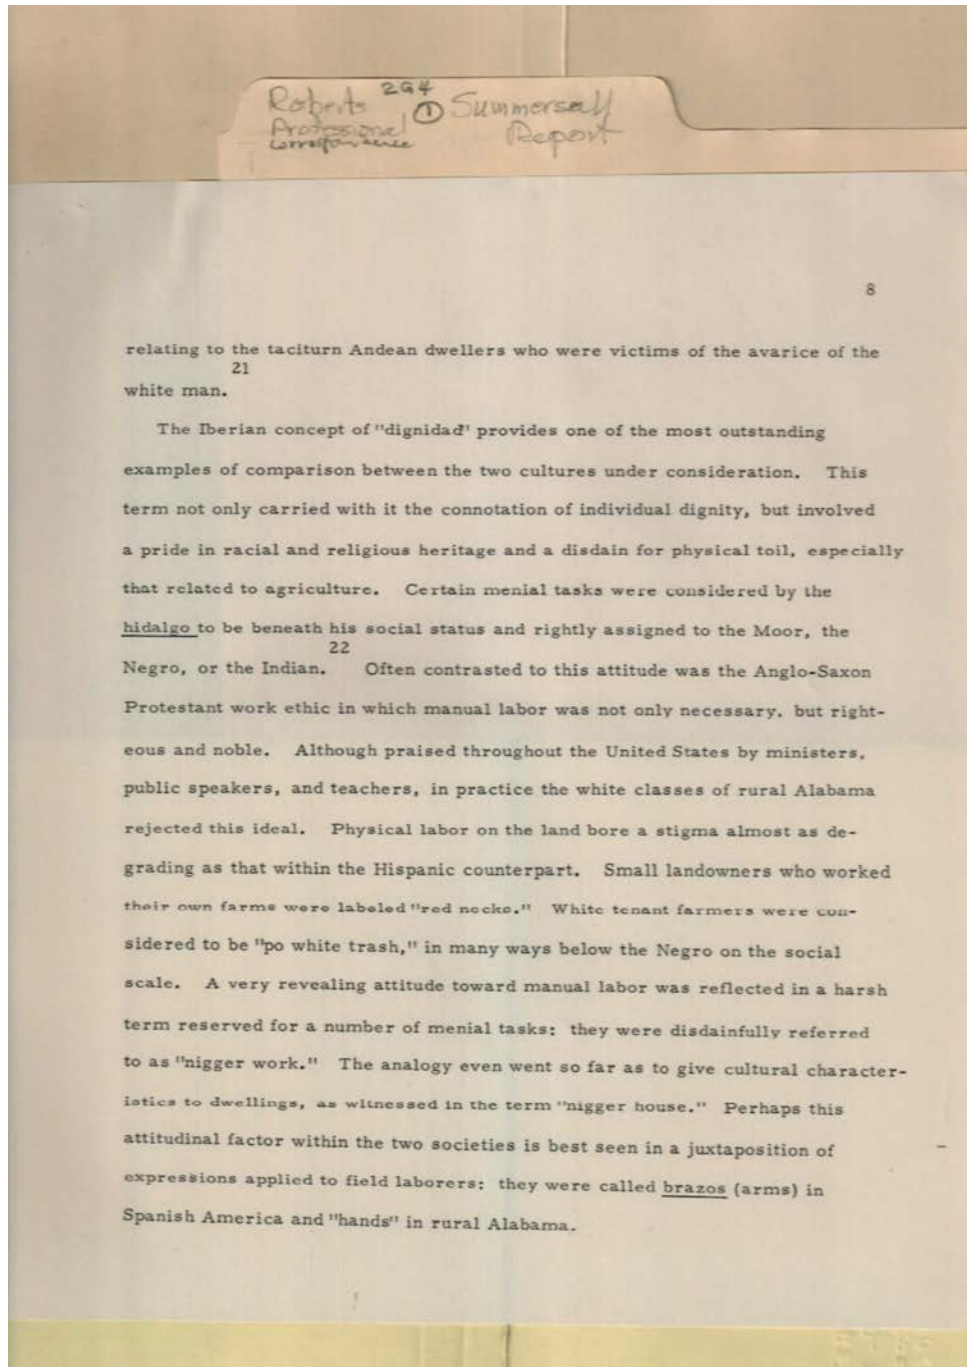 Roberts 2G4 ① Summersell
Professional Report
correspondence
8
relating to the taciturn Andean dwellers who were victims of the avarice of the
21
white man.
The Iberian concept of "dignidad' provides one of the most outstanding
examples of comparison between the two cultures under consideration. This
term not only carried with it the connotation of individual dignity, but involved
a pride in racial and religious heritage and a disdain for physical toil, especially
that related to agriculture. Certain menial tasks were considered by the
hidalgo to be beneath his social status and rightly assigned to the Moor, the
22
Negro, or the Indian. Often contrasted to this attitude was the Anglo-Saxon
Protestant work ethic in which manual labor was not only necessary. but right-
eous and noble. Although praised throughout the United States by ministers,
public speakers, and teachers, in practice the white classes of rural Alabama
rejected this ideal. Physical labor on the land bore a stigma almost as de-
grading as that within the Hispanic counterpart. Small landowners who worked
their own farms were labeled "red necks." White tenant farmers were con-
sidered to be "po white trash," in many ways below the Negro on the social
scale. A very revealing attitude toward manual labor was reflected in a harsh
term reserved for a number of menial tasks: they were disdainfully referred
to as "nigger work." The analogy even went so far as to give cultural character-
istics to dwellings, as witnessed in the term "nigger house." Perhaps this
attitudinal factor within the two societies is best seen in a juxtaposition of
expressions applied to field laborers: they were called brazos (arms) in
Spanish America and "hands" in rural Alabama.